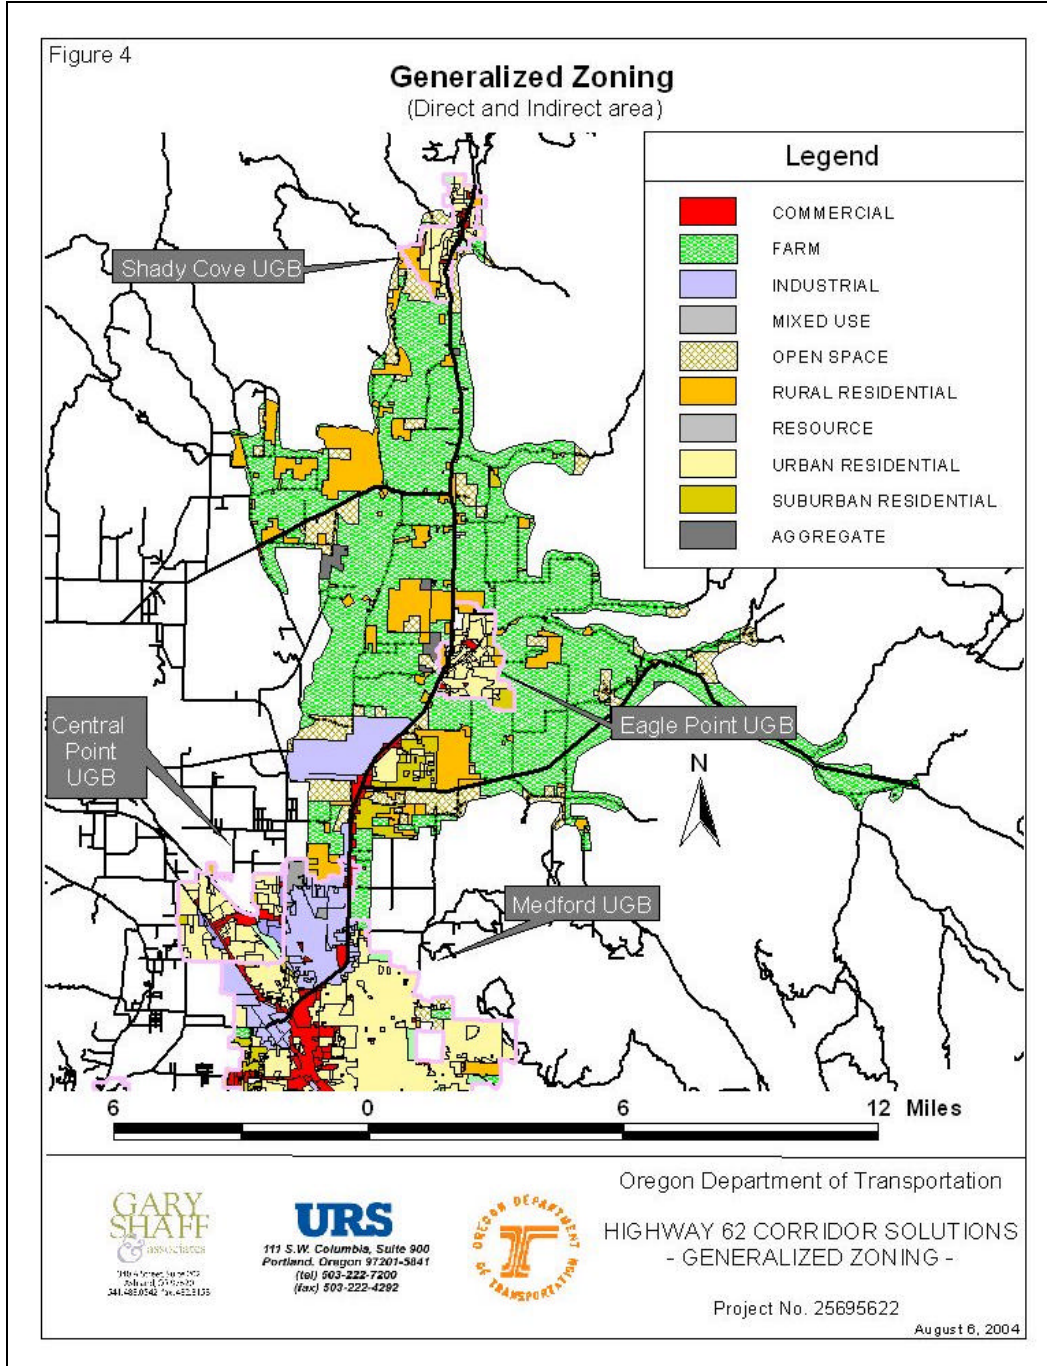 Figure 4
Generalized Zoning
(Direct and Indirect area)
Legend
COMMERCIAL
FARM
INDUSTRIAL
MIXED USE
OPEN SPACE
RURAL RESIDENTIAL
RESOURCE
URBAN RESIDENTIAL
SUBURBAN RESIDENTIAL
AGGREGATE
Shady Cove UGB
Central
Point
UGB
Eagle Point UGB
N
Medford UGB
6 0 6 12 Miles
GARY
SHAFF
& associates
URS
111 S.W. Columbia, Suite 900
Portland, Oregon 97201-5841
(tel) 503-222-7200
(fax) 503-222-4292
OREGON DEPARTMENT
OF TRANSPORTATION
Oregon Department of Transportation
HIGHWAY 62 CORRIDOR SOLUTIONS
- GENERALIZED ZONING -
Project No. 25695622
August 6, 2004